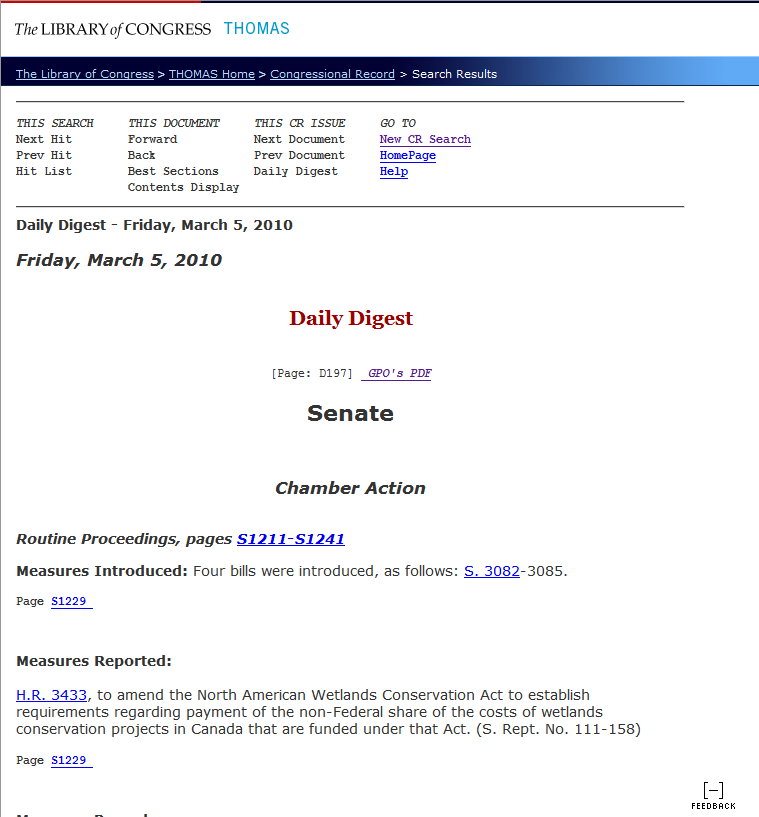 The LIBRARY of CONGRESS THOMAS
The Library of Congress > THOMAS Home > Congressional Record > Search Results
THIS SEARCH THIS DOCUMENT THIS CR ISSUE GO TO
Next Hit Forward Next Document New CR Search
Prev Hit Back Prev Document HomePage
Hit List Best Sections Daily Digest Help
Contents Display
Daily Digest - Friday, March 5, 2010
Friday, March 5, 2010
Daily Digest
[Page: D197] GPO's PDF
Senate
Chamber Action
Routine Proceedings, pages S1211-S1241
Measures Introduced: Four bills were introduced, as follows: S. 3082-3085.
Page S1229
Measures Reported:
H.R. 3433, to amend the North American Wetlands Conservation Act to establish
requirements regarding payment of the non-Federal share of the costs of wetlands
conservation projects in Canada that are funded under that Act. (S. Rept. No. 111-158)
Page S1229
[–]
FEEDBACK